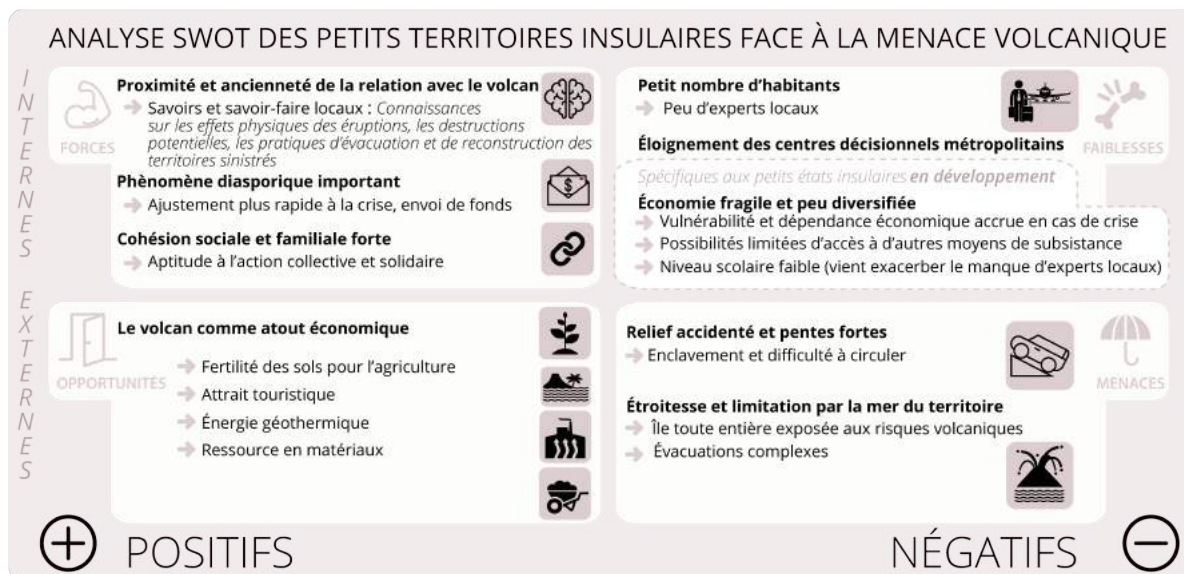 ANALYSE SWOT DES PETITS TERRITOIRES INSULAIRES FACE À LA MENACE VOLCANIQUE
INTERNES
FORCES
Proximité et ancienneté de la relation avec le volcan
Savoirs et savoir-faire locaux : Connaissances
sur les effets physiques des éruptions, les destructions
potentielles, les pratiques d'évacuation et de reconstruction des
territoires sinistrés
Phènomène diasporique important
Ajustement plus rapide à la crise, envoi de fonds
$
Cohésion sociale et familiale forte
Aptitude à l'action collective et solidaire
FAIBLESSES
Petit nombre d'habitants
Peu d'experts locaux
Éloignement des centres décisionnels métropolitains
Spécifiques aux petits états insulaires en développement
Économie fragile et peu diversifiée
Vulnérabilité et dépendance économique accrue en cas de crise
Possibilités limitées d'accès à d'autres moyens de subsistance
Niveau scolaire faible (vient exacerber le manque d'experts locaux)
EXTERNES
OPPORTUNITÉS
Le volcan comme atout économique
Fertilité des sols pour l'agriculture
Attrait touristique
Énergie géothermique
Ressource en matériaux
MENACES
Relief accidenté et pentes fortes
Enclavement et difficulté à circuler
Étroitesse et limitation par la mer du territoire
Île toute entière exposée aux risques volcaniques
Évacuations complexes
POSITIFS
NÉGATIFS